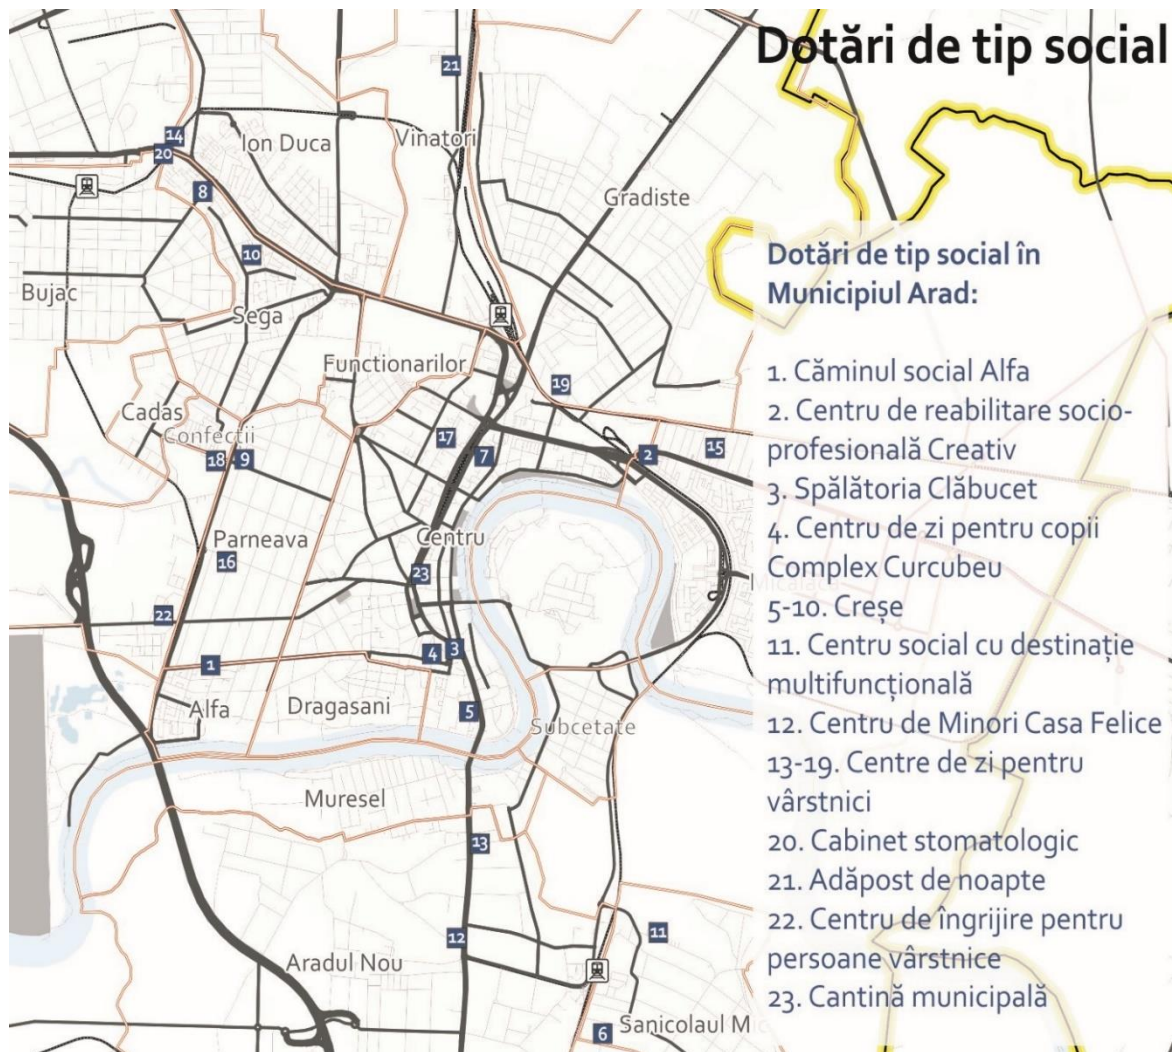 Dotări de tip social
21
14
Ion Duca
Vinatori
20
8
Gradiste
10
Dotări de tip social în
Municipiul Arad:
Bujac
Sega
Functionarilor
1. Căminul social Alfa
19
2. Centru de reabilitare socio-
Cadas
Confectii
17
15
profesională Creativ
18
9
7
2
3. Spălătoria Clăbucet
4. Centru de zi pentru copii
Parneava
Centru
16
23
Complex Curcubeu
Micalaca
5-10. Creșe
22
11. Centru social cu destinație
1
4
3
multifuncțională
Alfa
Dragasani
5
Subcetate
12. Centru de Minori Casa Felice
13-19. Centre de zi pentru
vârstnici
Muresel
13
20. Cabinet stomatologic
21. Adăpost de noapte
12
11
22. Centru de îngrijire pentru
persoane vârstnice
Aradul Nou
23. Cantină municipală
6
Sanicolaul M